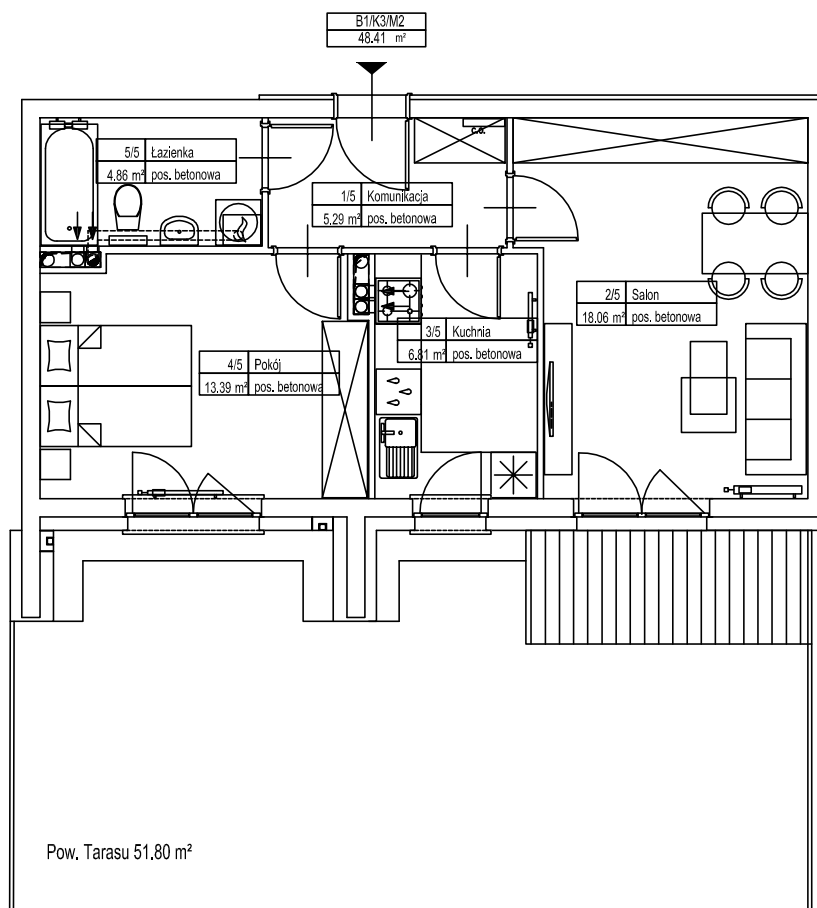 B1/K3/M2
48.41 m²
c.o.
5/5 Łazienka
4.86 m² pos. betonowa
1/5 Komunikacja
5.29 m² pos. betonowa
2/5 Salon
18.06 m² pos. betonowa
3/5 Kuchnia
6.81 m² pos. betonowa
4/5 Pokój
13.39 m² pos. betonowa
Pow. Tarasu 51.80 m²